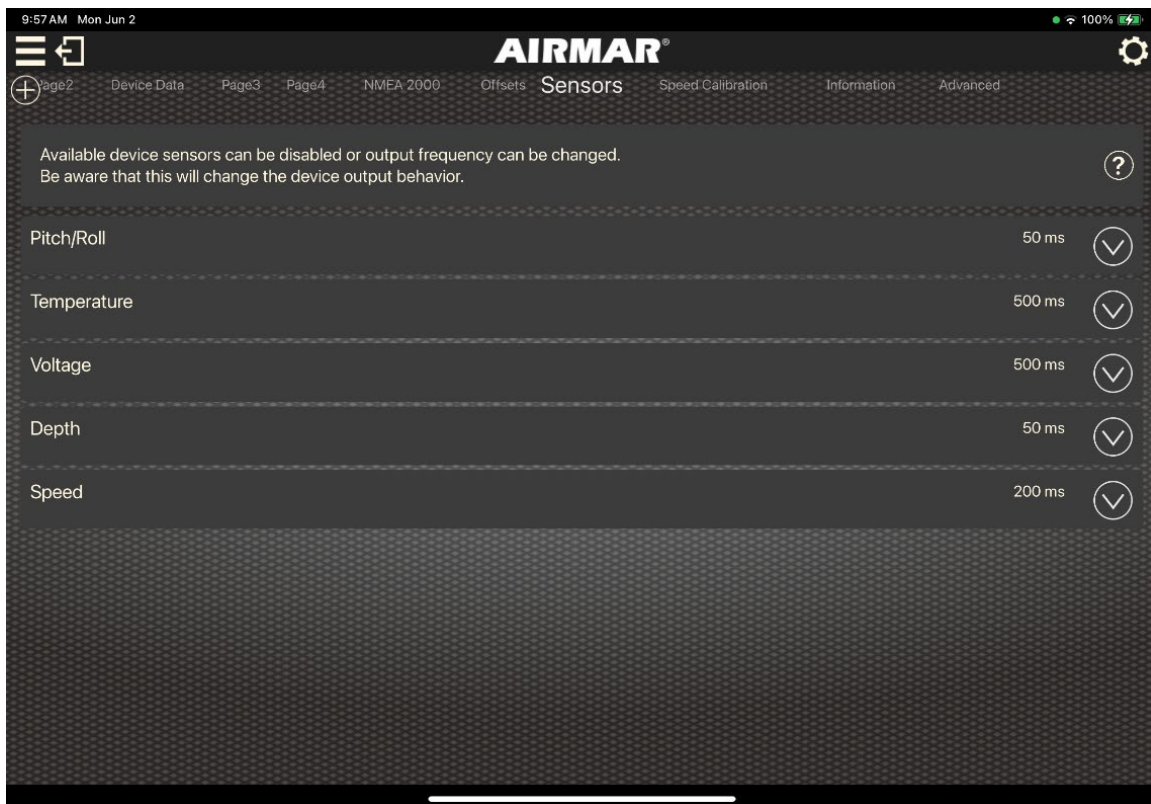 9:57 AM Mon Jun 2
100%
AIRMAR®
Page2 Device Data Page3 Page4 NMEA 2000 Offsets Sensors Speed Calibration Information Advanced
Available device sensors can be disabled or output frequency can be changed.
Be aware that this will change the device output behavior.
?
Pitch/Roll 50 ms
Temperature 500 ms
Voltage 500 ms
Depth 50 ms
Speed 200 ms